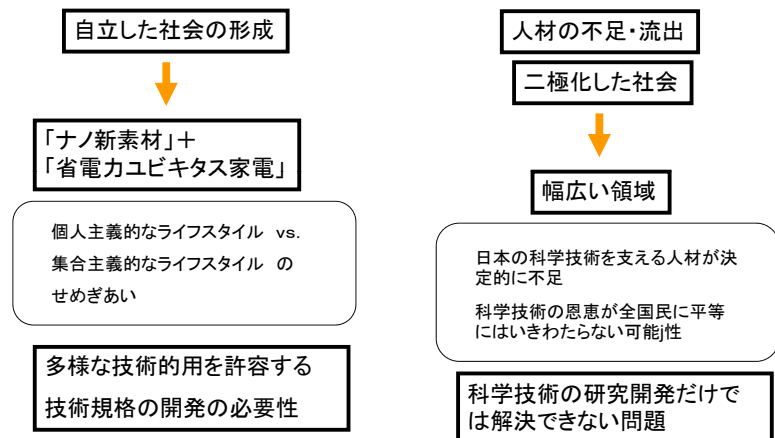 自立した社会の形成
「ナノ新素材」＋
「省電力ユビキタス家電」
個人主義的なライフスタイル vs.
集合主義的なライフスタイル の
せめぎあい
多様な技術的用を許容する
技術規格の開発の必要性
人材の不足・流出
二極化した社会
幅広い領域
日本の科学技術を支える人材が決
定的に不足
科学技術の恩恵が全国民に平等
にはいきわたらない可能j性
科学技術の研究開発だけで
は解決できない問題